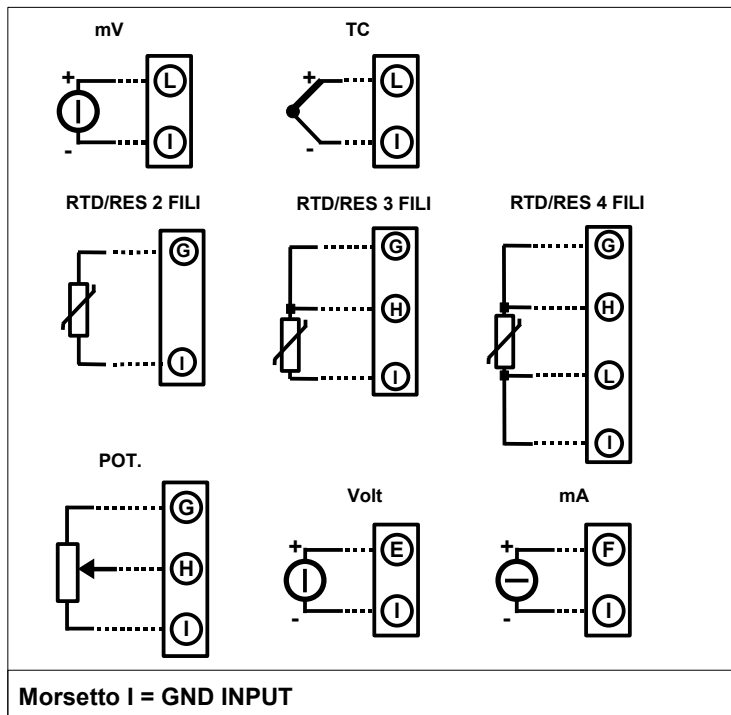 mV
TC
+
L
-
I
+
L
-
I
RTD/RES 2 FILI
RTD/RES 3 FILI
RTD/RES 4 FILI
G
I
G
H
I
G
H
L
I
POT.
G
H
I
Volt
+
E
-
I
mA
+
F
-
I
Morsetto I = GND INPUT